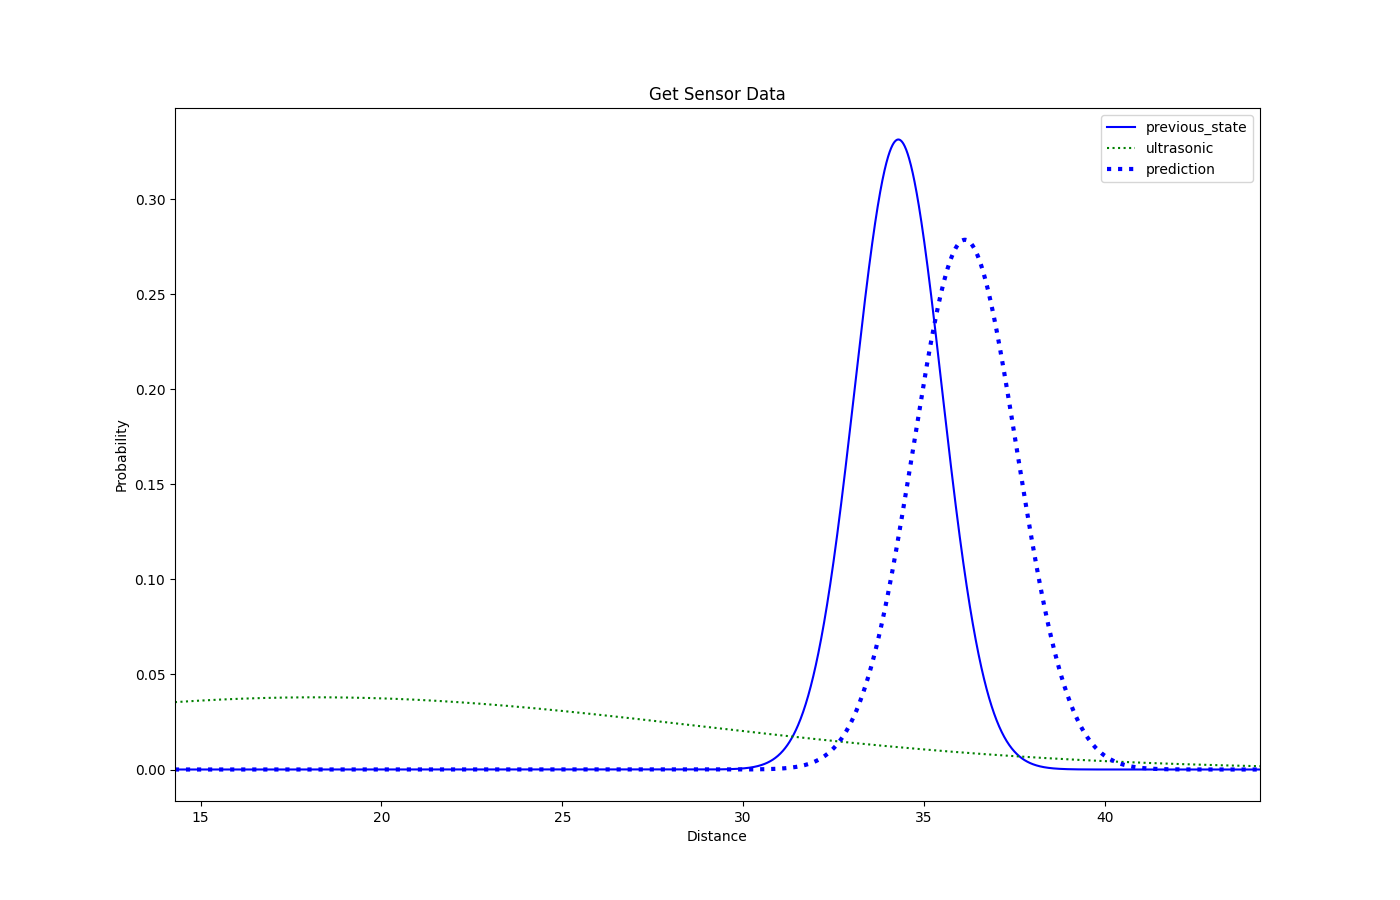 Get Sensor Data
previous_state
ultrasonic
prediction
Probability
0.30
0.25
0.20
0.15
0.10
0.05
0.00
15 20 25 30 35 40
Distance